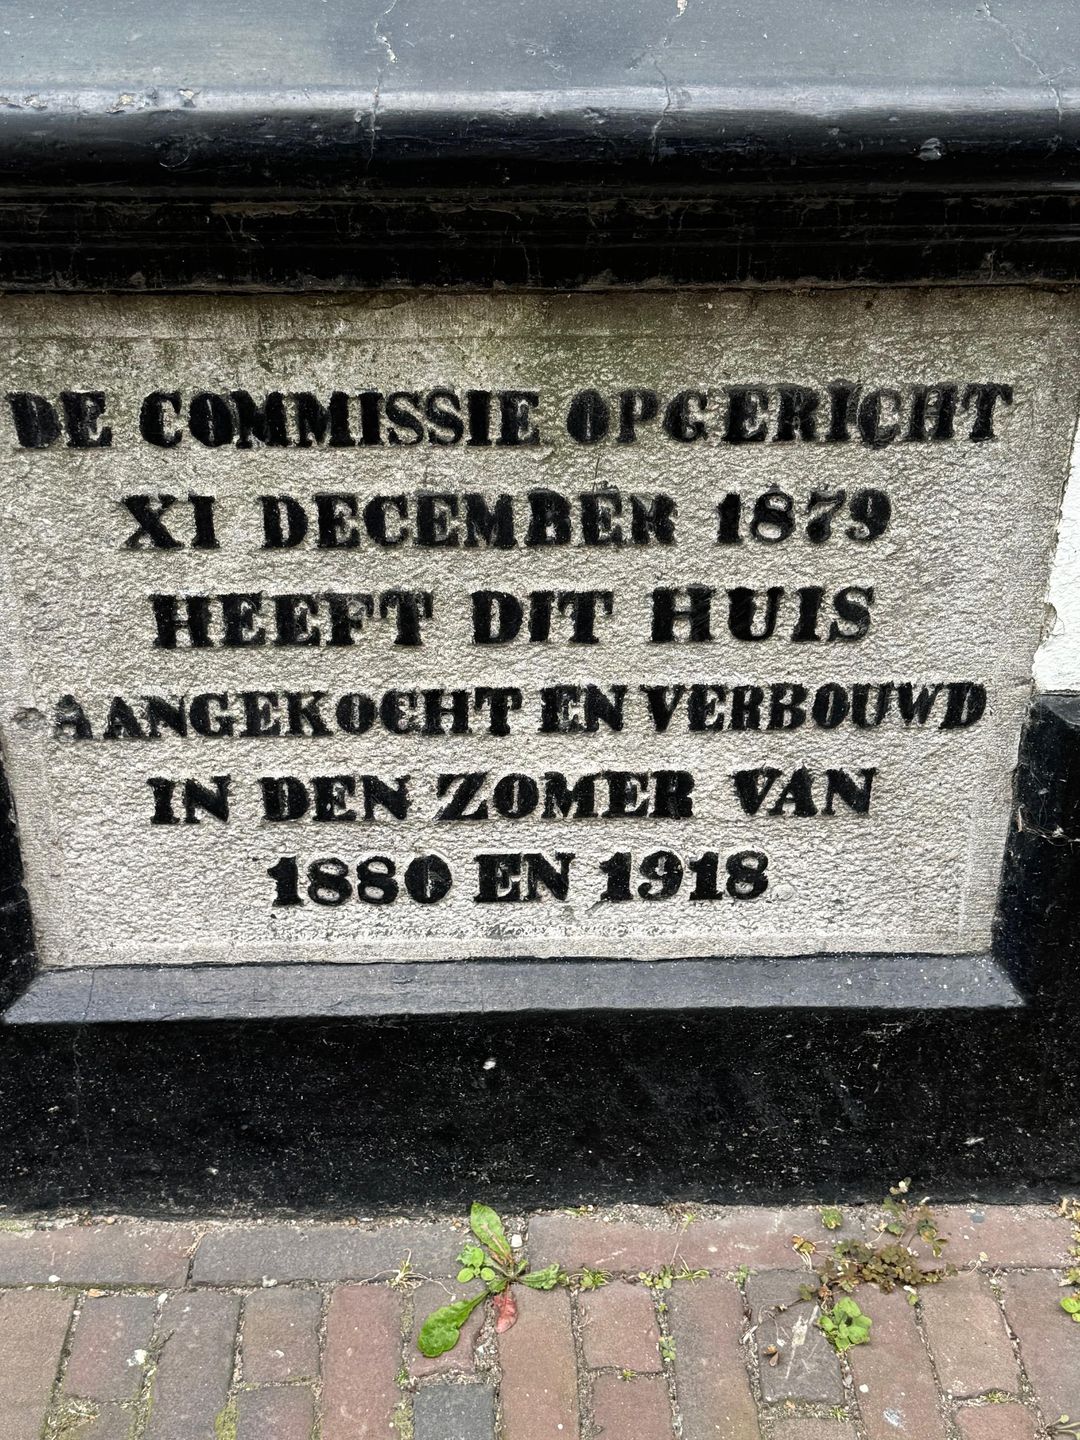 DE COMMISSIE OPGERICHT
XI DECEMBER 1879
HEEFT DIT HUIS
AANGEKOCHT EN VERBOUWD
IN DEN ZOMER VAN
1880 EN 1918